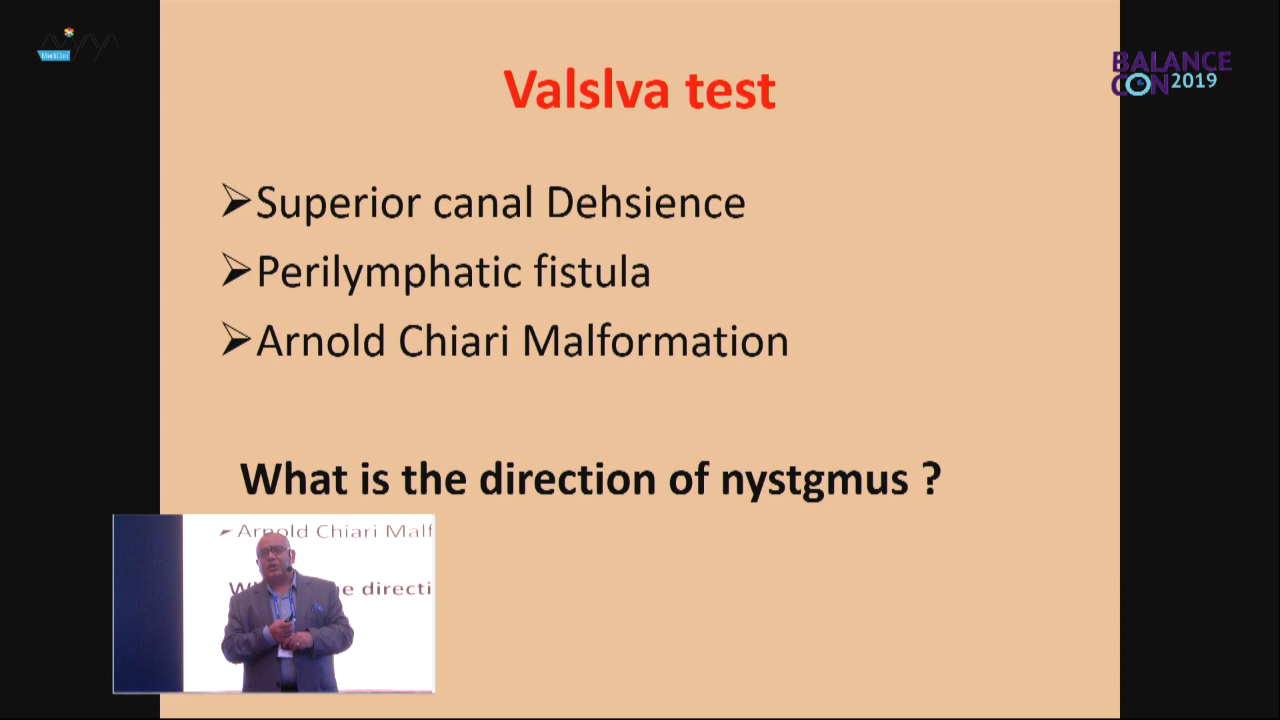 MediCon
BALANCE
CON 2019
Valslva test
Superior canal Dehsience
Perilymphatic fistula
Arnold Chiari Malformation
What is the direction of nystgmus ?
Arnold Chiari Malf
e directi